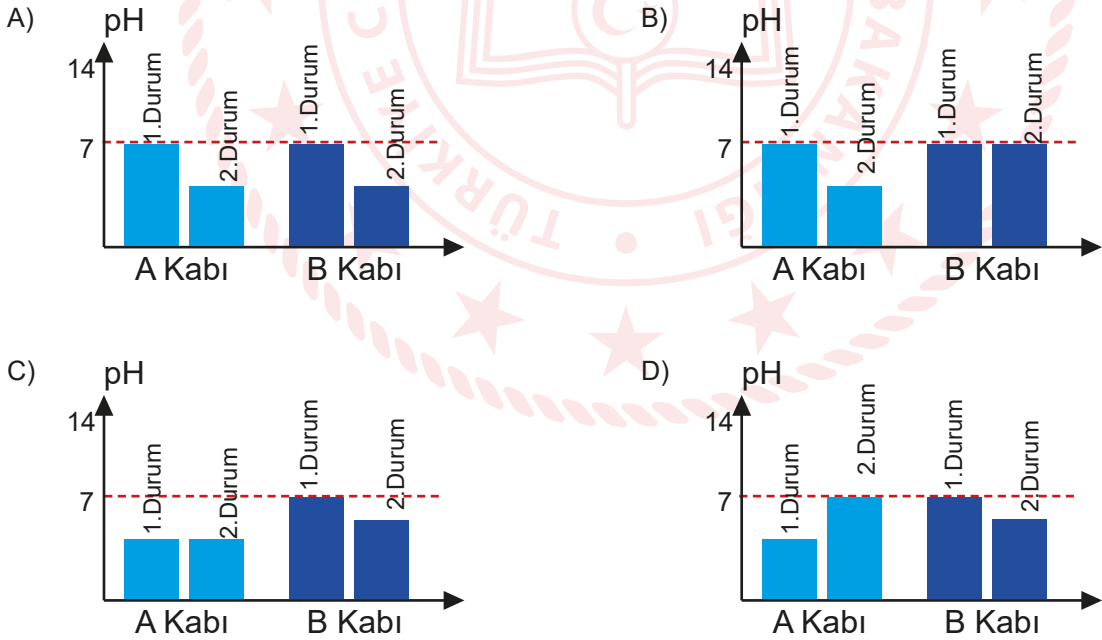 A)
pH
14
7
1.Durum
2.Durum
1.Durum
2.Durum
A Kabı
B Kabı
B)
pH
14
7
1.Durum
2.Durum
1.Durum
2.Durum
A Kabı
B Kabı
C)
pH
14
7
1.Durum
2.Durum
1.Durum
2.Durum
A Kabı
B Kabı
D)
pH
14
7
1.Durum
2.Durum
1.Durum
2.Durum
A Kabı
B Kabı